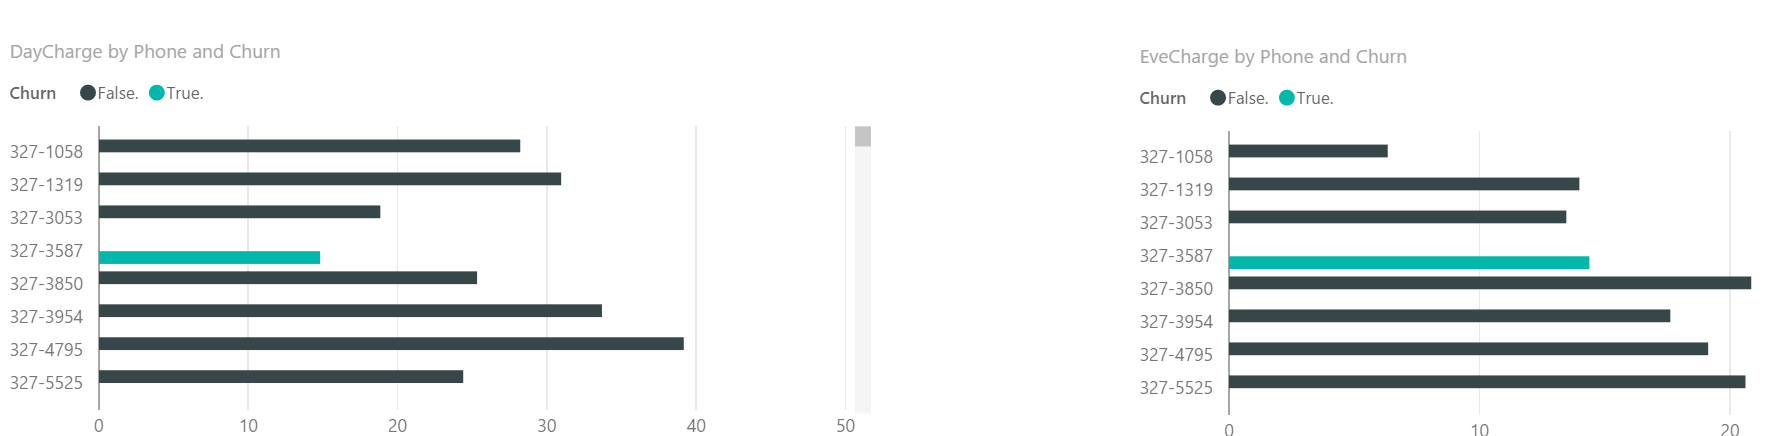 DayCharge by Phone and Churn
Churn False. True.
327-1058
327-1319
327-3053
327-3587
327-3850
327-3954
327-4795
327-5525
0 10 20 30 40 50
EveCharge by Phone and Churn
Churn False. True.
327-1058
327-1319
327-3053
327-3587
327-3850
327-3954
327-4795
327-5525
0 10 20